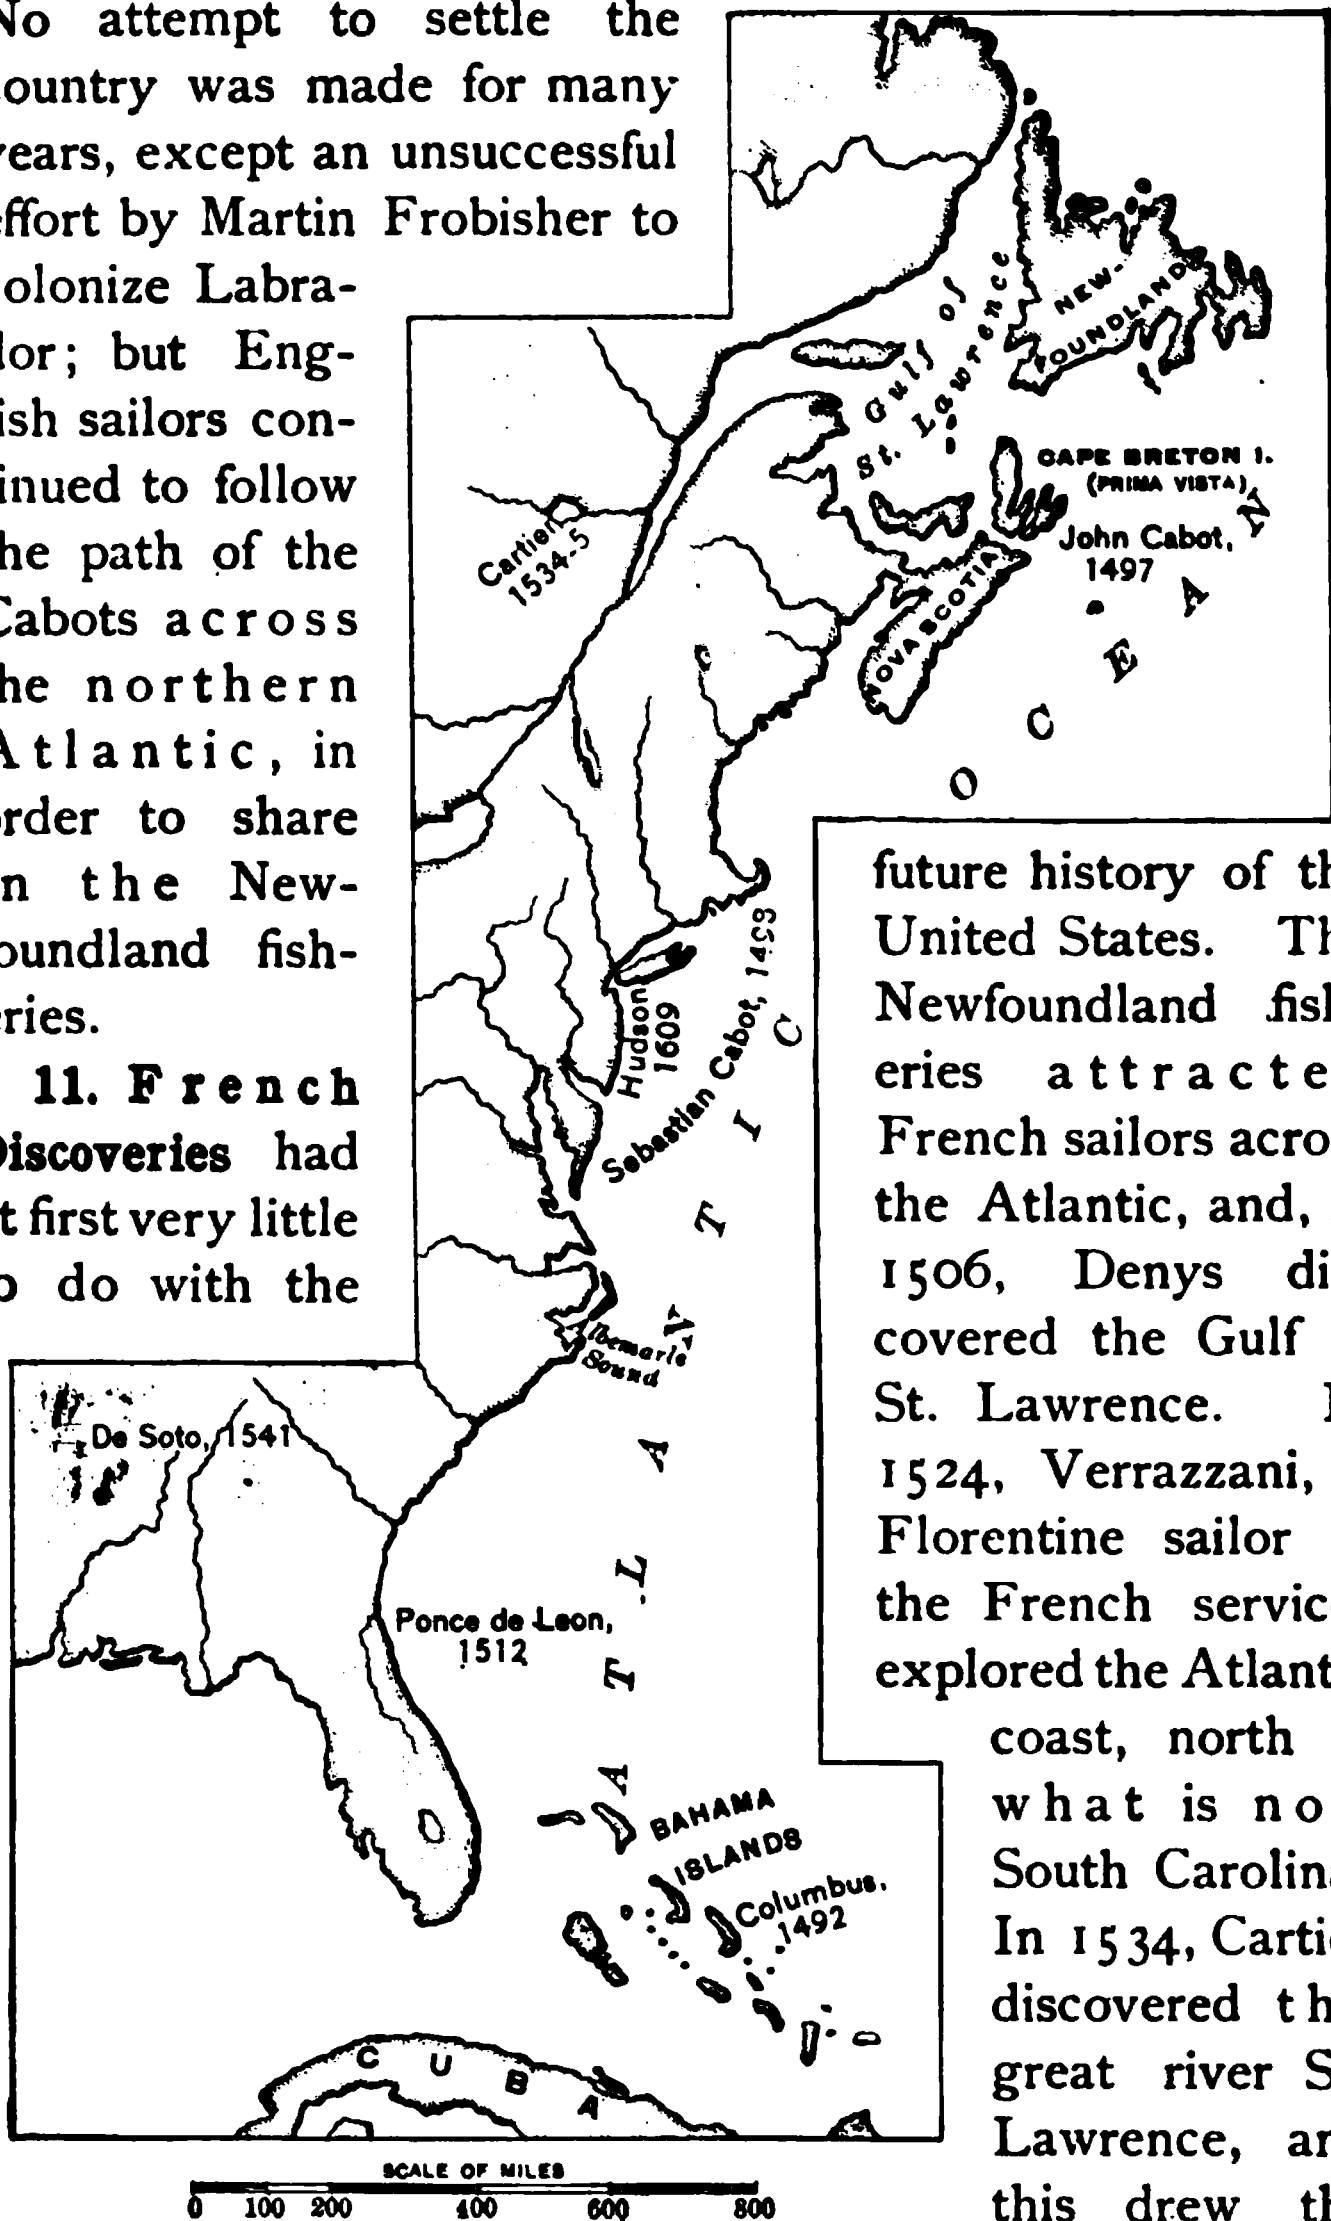 No attempt to settle the
country was made for many
years, except an unsuccessful
effort by Martin Frobisher to
colonize Labra-
dor; but Eng-
lish sailors con-
tinued to follow
the path of the
Cabots across
the northern
Atlantic, in
order to share
in the New-
foundland fish-
eries.
11. French
Discoveries had
at first very little
to do with the
future history of th
United States. Th
Newfoundland fish
eries attracte
French sailors acro
the Atlantic, and,
1506, Denys di
covered the Gulf
St. Lawrence.
1524, Verrazzani,
Florentine sailor
the French servic
explored the Atlant
coast, north
what is no
South Carolin
In 1534, Carti
discovered th
great river S
Lawrence, an
this drew th
NEW-
FOUNDLAND
Gulf of
St. Lawrence
CAPE BRETON I.
(PRIMA VISTA)
John Cabot,
1497
NOVA SCOTIA
Cartier
1534-5
Hudson
1609
Sebastian Cabot, 1498
ATLANTIC OCEAN
Albemarle
Sound
De Soto, 1541
Ponce de Leon,
1512
BAHAMA
ISLANDS
Columbus,
1492
CUBA
SCALE OF MILES
0 100 200 400 600 800